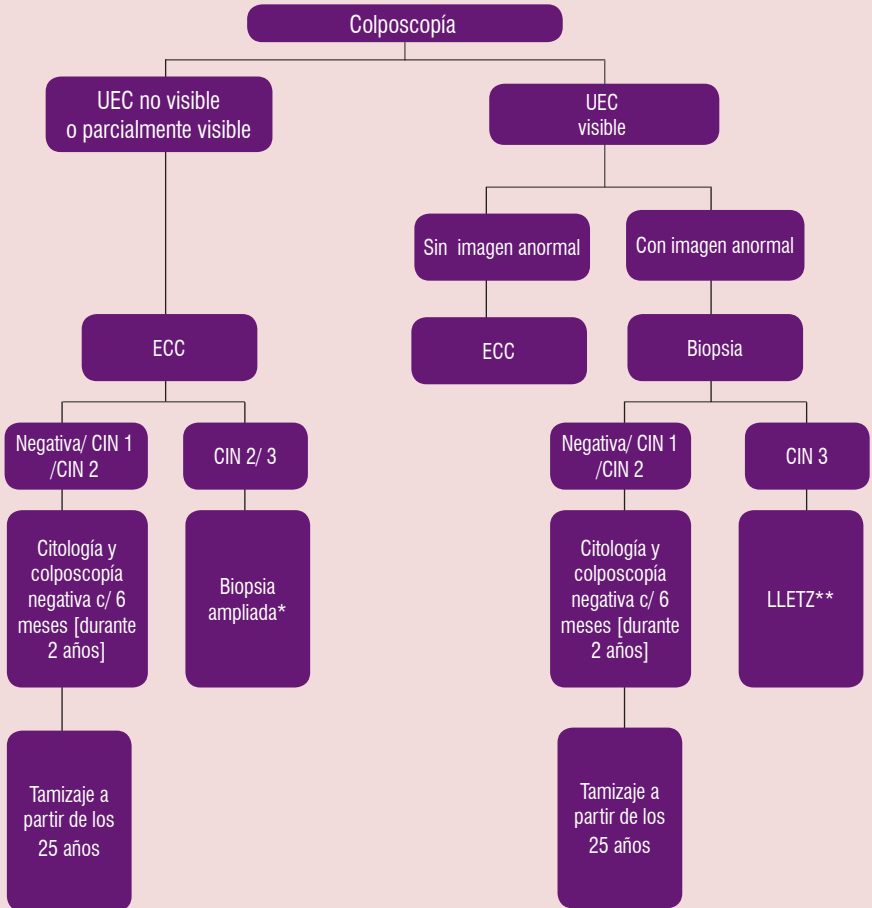 Colposcopía
UEC no visible
o parcialmente visible
UEC
visible
Sin imagen anormal
Con imagen anormal
ECC
ECC
Biopsia
Negativa/ CIN 1
/CIN 2
CIN 2/ 3
Negativa/ CIN 1
/CIN 2
CIN 3
Citología y
colposcopía
negativa c/ 6
meses [durante
2 años]
Biopsia
ampliada*
Citología y
colposcopía
negativa c/ 6
meses [durante
2 años]
LLETZ**
Tamizaje a
partir de los
25 años
Tamizaje a
partir de los
25 años